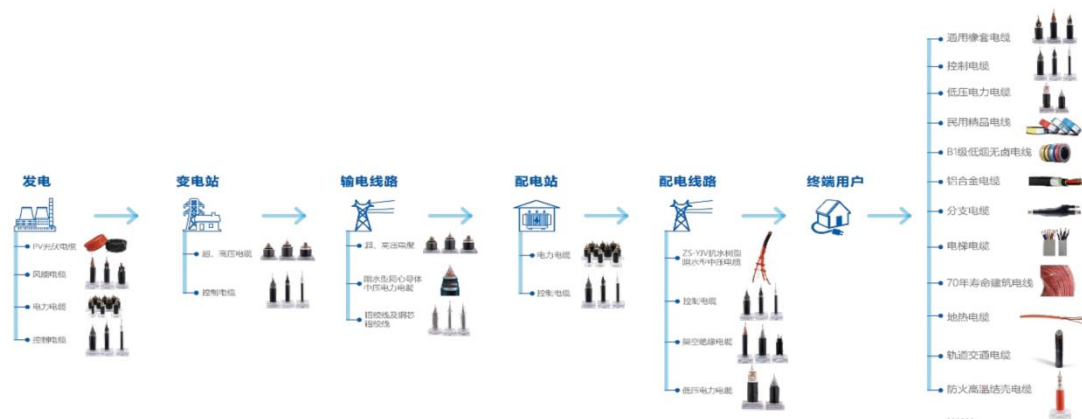 发电
PV光伏电缆
风能电缆
电力电缆
控制电缆
变电站
超、高压电缆
控制电缆
输电线路
超、高压电缆
阻水型同心导体
中压电力电缆
铝绞线及钢芯
铝绞线
配电站
电力电缆
控制电缆
配电线路
ZS-YJV抗水树型
阻水作中压电缆
控制电缆
架空绝缘电缆
低压电力电缆
终端用户
通用橡套电缆
控制电缆
低压电力电缆
民用精品电线
B1级低烟无卤电线
铝合金电缆
分支电缆
电梯电缆
70年寿命建筑电线
地热电缆
轨道交通电缆
防火高温结壳电缆